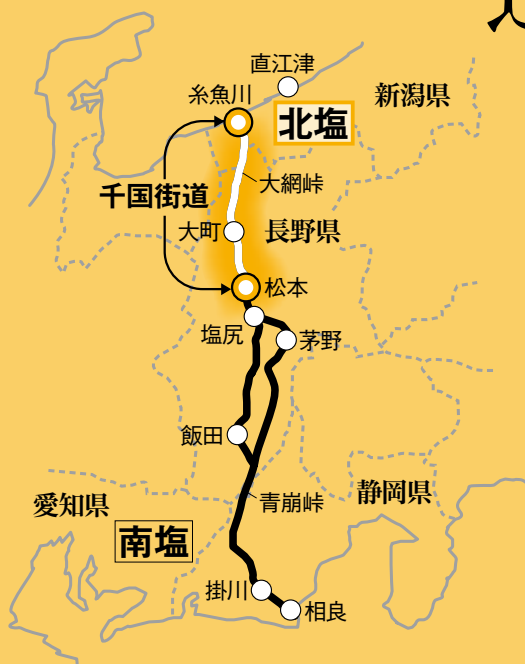 直江津
糸魚川
新潟県
北塩
大網峠
千国街道
大町
長野県
松本
塩尻
茅野
飯田
青崩峠
静岡県
愛知県
南塩
掛川
相良